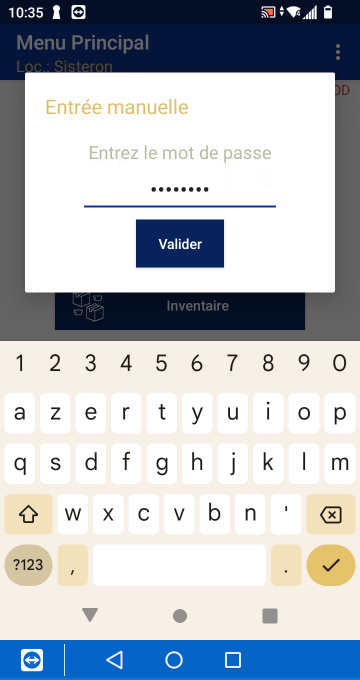 10:35
Menu Principal
Loc.: Sisteron
OD
Entrée manuelle
Entrez le mot de passe
••••••••
Valider
Inventaire
1 2 3 4 5 6 7 8 9 0
a z e r t y u i o p
q s d f g h j k l m
w x c v b n '
?123 , .